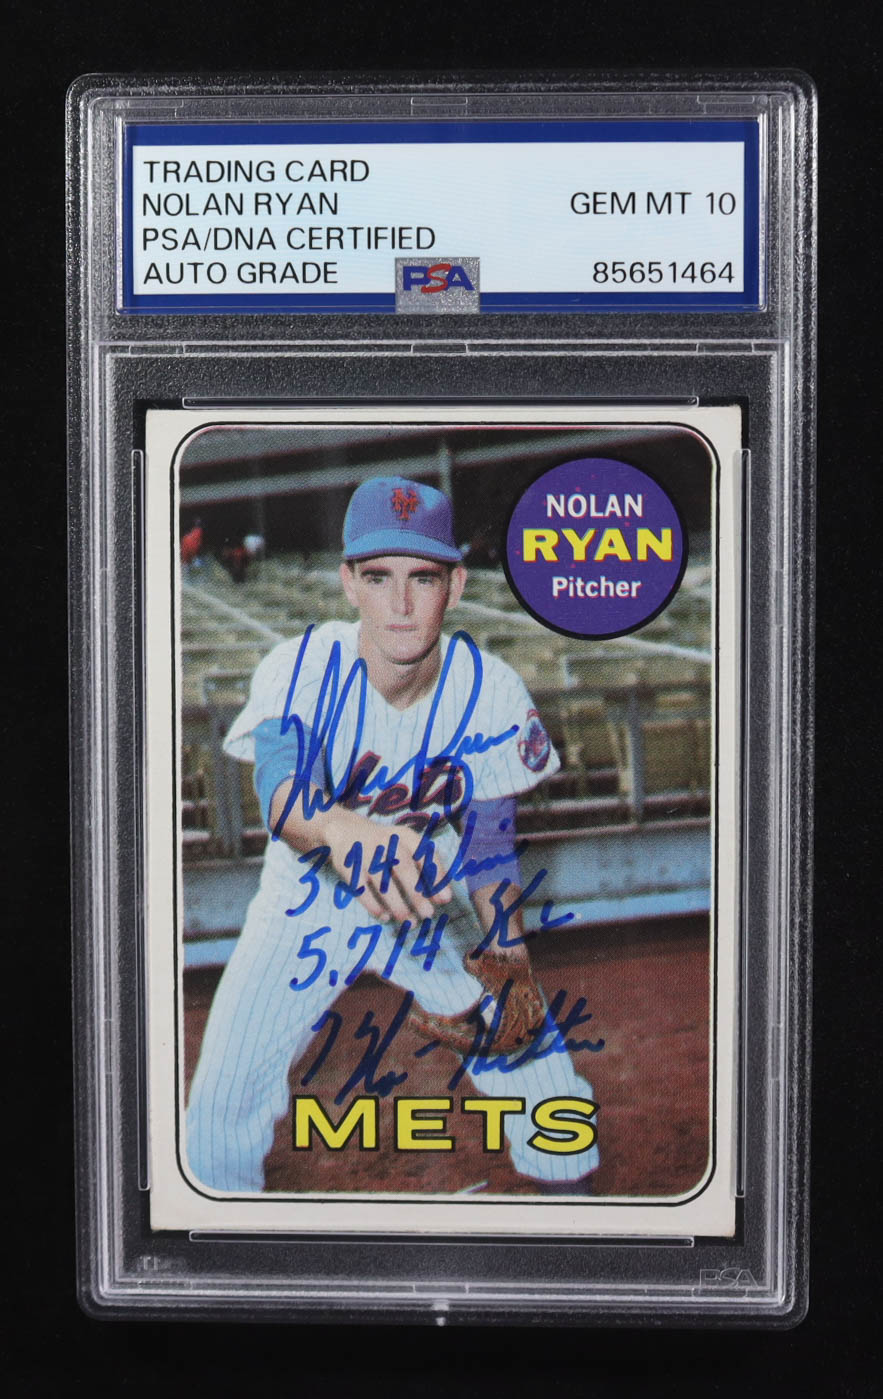 TRADING CARD
NOLAN RYAN GEM MT 10
PSA/DNA CERTIFIED
AUTO GRADE PSA 85651464
NOLAN
RYAN
Pitcher
Nolan Ryan
Mets
324 Wins
5,714 K's
7 No-Hitters
METS
PSA